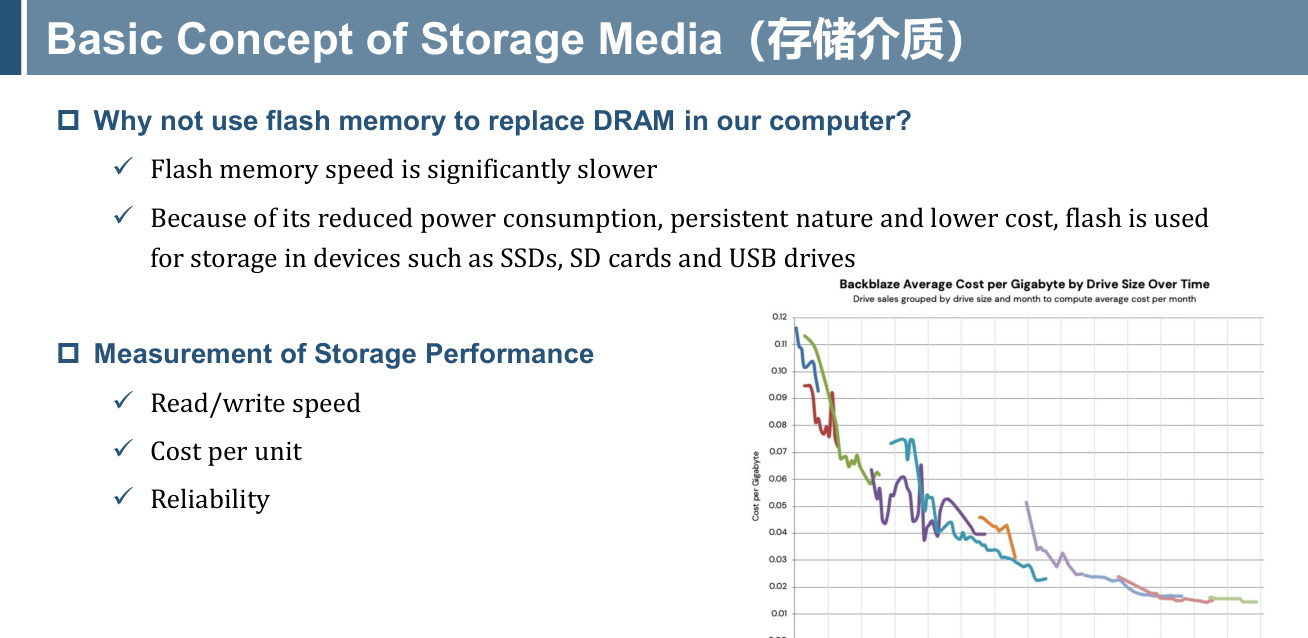 Basic Concept of Storage Media（存储介质）
Why not use flash memory to replace DRAM in our computer?
Flash memory speed is significantly slower
Because of its reduced power consumption, persistent nature and lower cost, flash is used
for storage in devices such as SSDs, SD cards and USB drives
Measurement of Storage Performance
Read/write speed
Cost per unit
Reliability
Backblaze Average Cost per Gigabyte by Drive Size Over Time
Drive sales grouped by drive size and month to compute average cost per month
Cost per Gigabyte
0.12
0.11
0.10
0.09
0.08
0.07
0.06
0.05
0.04
0.03
0.02
0.01